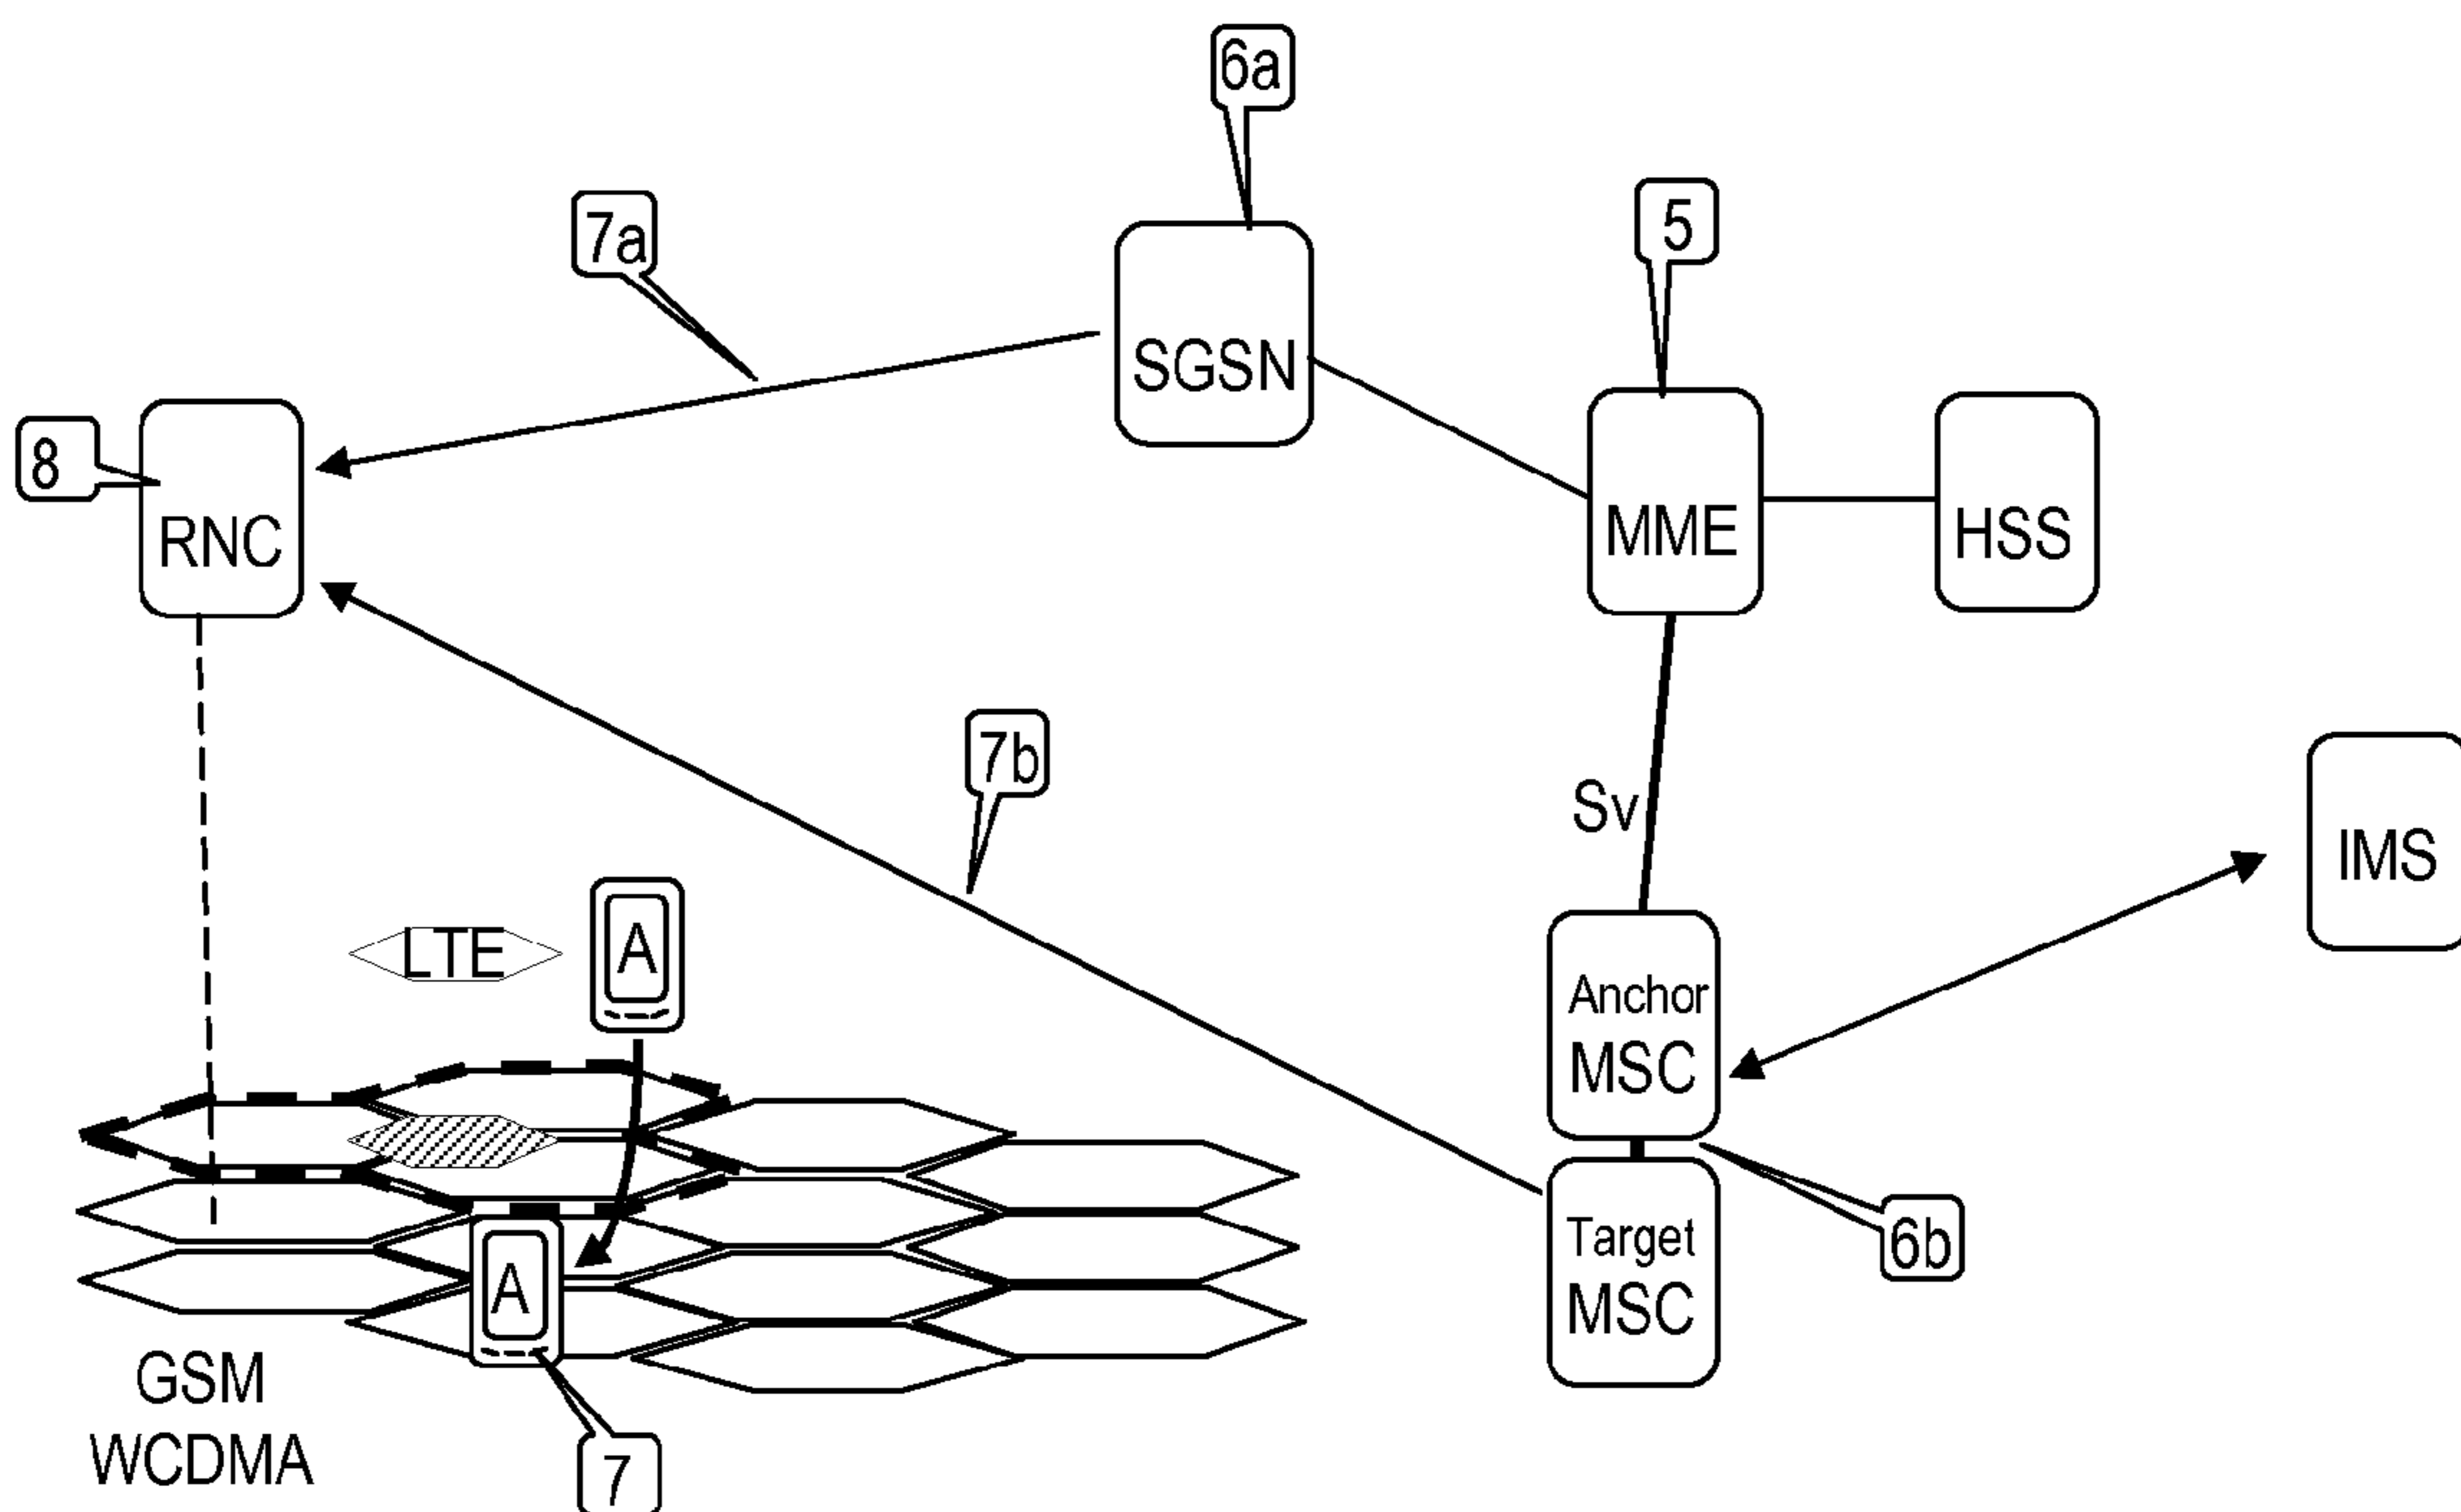 6a
7a
5
SGSN
8
RNC
MME
HSS
7b
Sv
IMS
LTE
A
Anchor
MSC
Target
MSC
6b
A
GSM
WCDMA
7